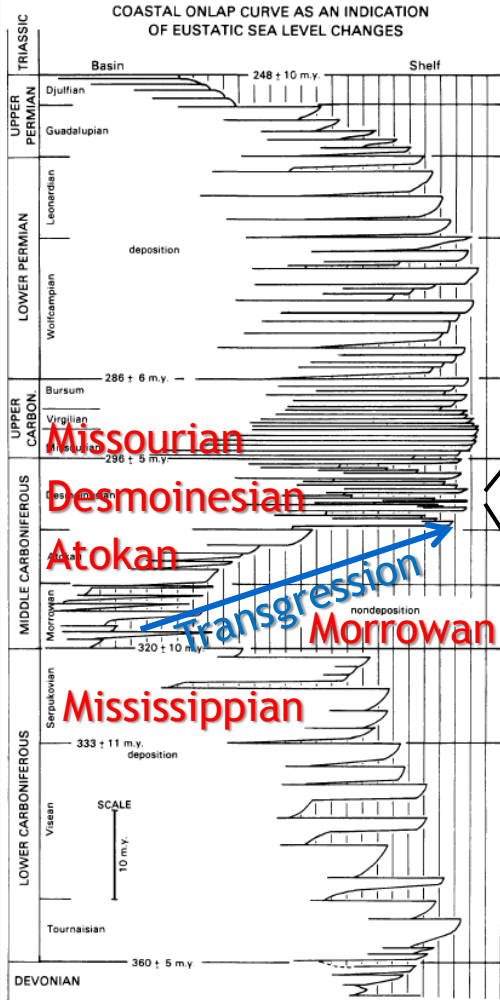 COASTAL ONLAP CURVE AS AN INDICATION
OF EUSTATIC SEA LEVEL CHANGES
TRIASSIC
Basin
Shelf
248 ± 10 m.y.
UPPER
PERMIAN
Djulfian
Guadalupian
LOWER PERMIAN
Leonardian
deposition
Wolfcampian
286 ± 6 m.y.
UPPER
CARBON.
Bursum
Virgilian
Missourian
Missourian
296 ± 5 m.y.
MIDDLE CARBONIFEROUS
Desmoinesian
Desmoinesian
Atokan
Atokan
Transgression
nondeposition
Morrowan
Morrowan
320 ± 10 m.y.
LOWER CARBONIFEROUS
Serpukovian
Mississippian
333 ± 11 m.y.
deposition
Visean
SCALE
10 m.y.
Tournaisian
360 ± 5 m.y
DEVONIAN